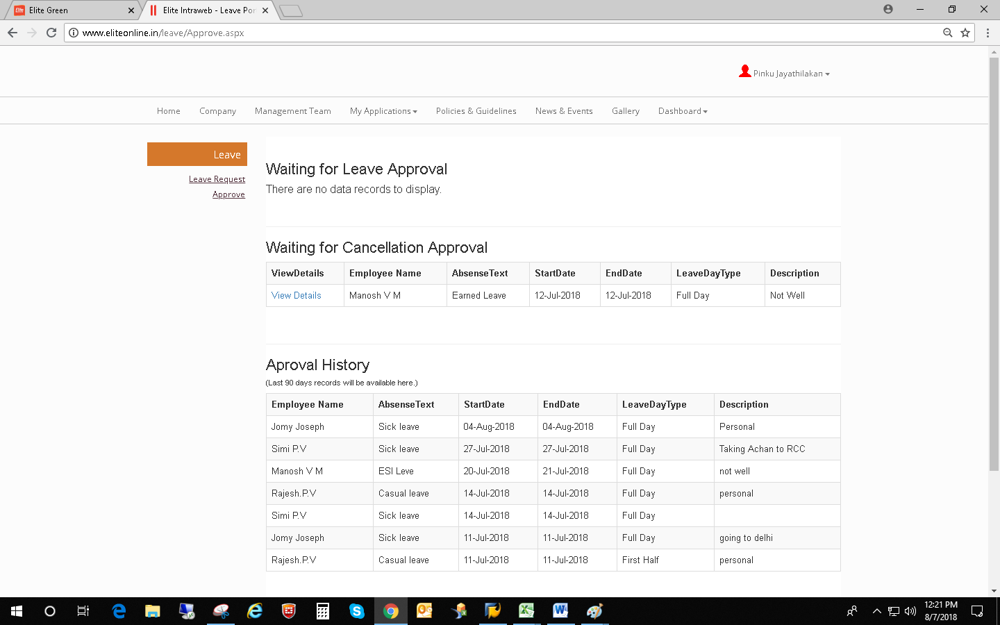 Elite Green
Elite Intraweb - Leave Por
www.eliteonline.in/leave/Approve.aspx
Pinku Jayathilakan
Home Company Management Team My Applications Policies & Guidelines News & Events Gallery Dashboard
Leave
Leave Request
Approve
Waiting for Leave Approval
There are no data records to display.
Waiting for Cancellation Approval
ViewDetails Employee Name AbsenseText StartDate EndDate LeaveDayType Description
View Details Manosh V M Earned Leave 12-Jul-2018 12-Jul-2018 Full Day Not Well
Aproval History
(Last 90 days records will be available here.)
Employee Name AbsenseText StartDate EndDate LeaveDayType Description
Jomy Joseph Sick leave 04-Aug-2018 04-Aug-2018 Full Day Personal
Simi P.V Sick leave 27-Jul-2018 27-Jul-2018 Full Day Taking Achan to RCC
Manosh V M ESI Leve 20-Jul-2018 21-Jul-2018 Full Day not well
Rajesh.P.V Casual leave 14-Jul-2018 14-Jul-2018 Full Day personal
Simi P.V Sick leave 14-Jul-2018 14-Jul-2018 Full Day
Jomy Joseph Sick leave 11-Jul-2018 11-Jul-2018 Full Day going to delhi
Rajesh.P.V Casual leave 11-Jul-2018 11-Jul-2018 First Half personal
12:21 PM
8/7/2018